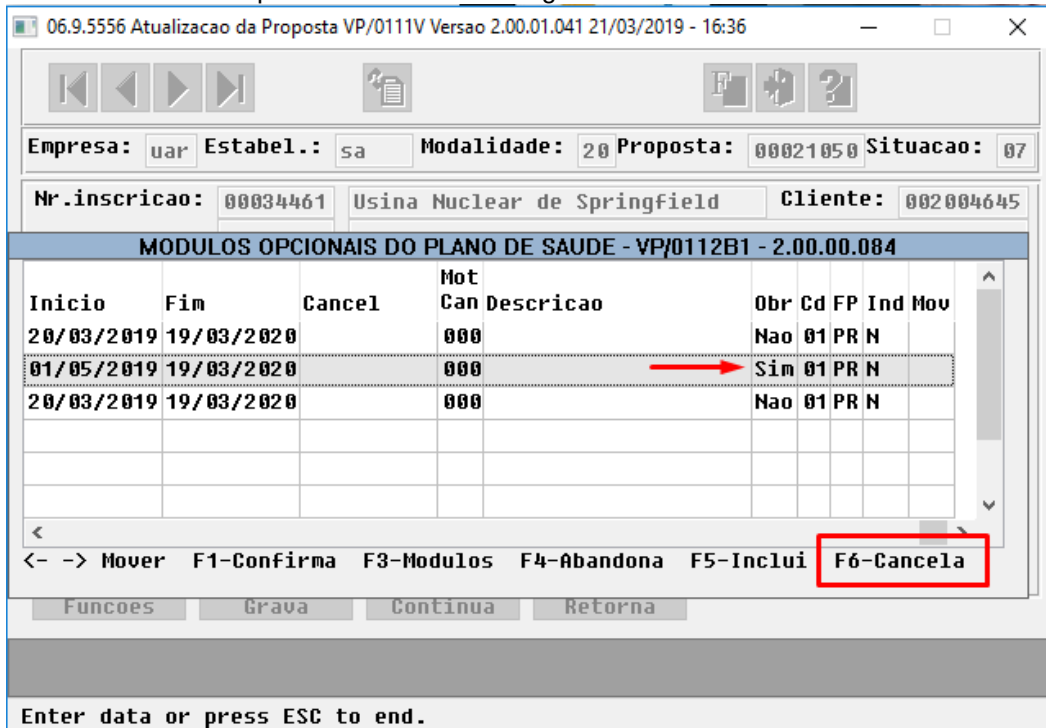 06.9.5556 Atualizacao da Proposta VP/0111V Versao 2.00.01.041 21/03/2019 - 16:36
Empresa: uar Estabel.: sa Modalidade: 20 Proposta: 00021050 Situacao: 07
Nr.inscricao: 00034461 Usina Nuclear de Springfield Cliente: 002004645
MODULOS OPCIONAIS DO PLANO DE SAUDE - VP/0112B1 - 2.00.00.084
Mot
Inicio Fim Cancel Can Descricao Obr Cd FP Ind Mov
20/03/2019 19/03/2020 000 Nao 01 PR N
01/05/2019 19/03/2020 000 Sim 01 PR N
20/03/2019 19/03/2020 000 Nao 01 PR N
<- -> Mover F1-Confirma F3-Modulos F4-Abandona F5-Inclui F6-Cancela
Funcoes Grava Continua Retorna
Enter data or press ESC to end.